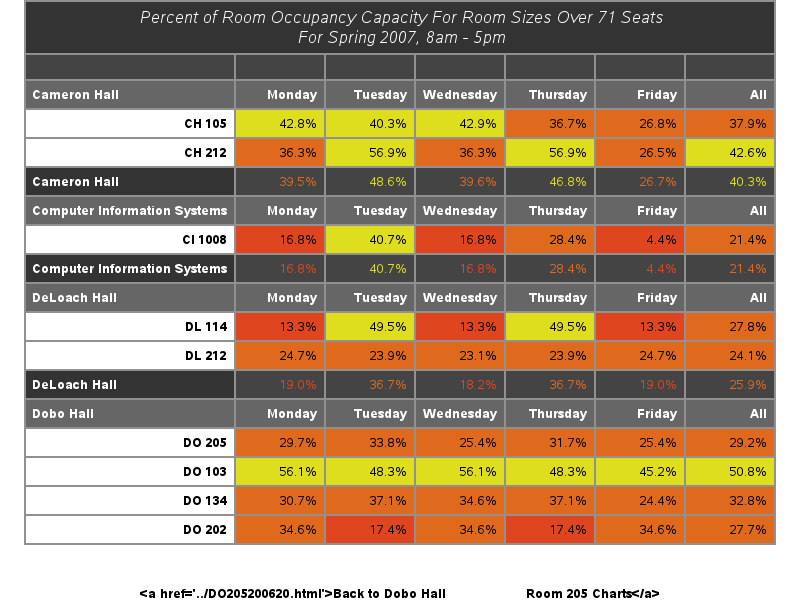 Percent of Room Occupancy Capacity For Room Sizes Over 71 Seats
For Spring 2007, 8am - 5pm
Cameron Hall Monday Tuesday Wednesday Thursday Friday All
CH 105 42.8% 40.3% 42.9% 36.7% 26.8% 37.9%
CH 212 36.3% 56.9% 36.3% 56.9% 26.5% 42.6%
Cameron Hall 39.5% 48.6% 39.6% 46.8% 26.7% 40.3%
Computer Information Systems Monday Tuesday Wednesday Thursday Friday All
CI 1008 16.8% 40.7% 16.8% 28.4% 4.4% 21.4%
Computer Information Systems 16.8% 40.7% 16.8% 28.4% 4.4% 21.4%
DeLoach Hall Monday Tuesday Wednesday Thursday Friday All
DL 114 13.3% 49.5% 13.3% 49.5% 13.3% 27.8%
DL 212 24.7% 23.9% 23.1% 23.9% 24.7% 24.1%
DeLoach Hall 19.0% 36.7% 18.2% 36.7% 19.0% 25.9%
Dobo Hall Monday Tuesday Wednesday Thursday Friday All
DO 205 29.7% 33.8% 25.4% 31.7% 25.4% 29.2%
DO 103 56.1% 48.3% 56.1% 48.3% 45.2% 50.8%
DO 134 30.7% 37.1% 34.6% 37.1% 24.4% 32.8%
DO 202 34.6% 17.4% 34.6% 17.4% 34.6% 27.7%
<a href='../DO205200620.html'>Back to Dobo Hall Room 205 Charts</a>